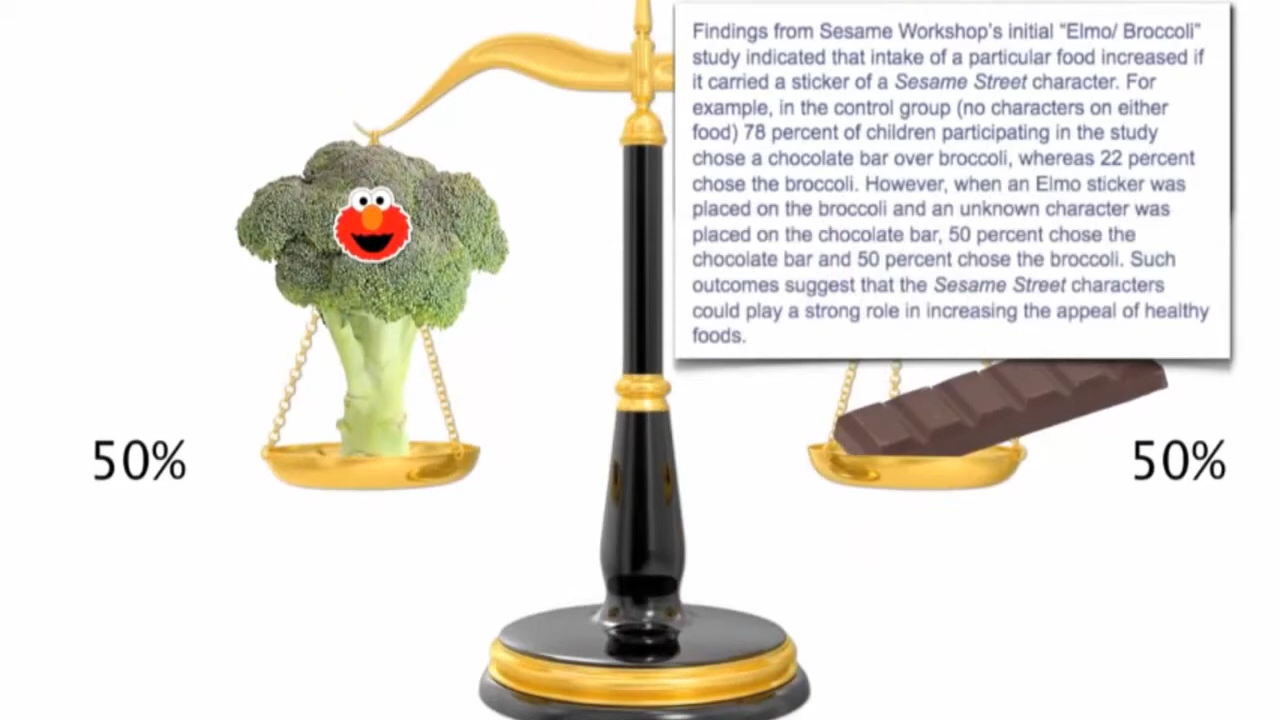 Findings from Sesame Workshop's initial "Elmo/ Broccoli"
study indicated that intake of a particular food increased if
it carried a sticker of a Sesame Street character. For
example, in the control group (no characters on either
food) 78 percent of children participating in the study
chose a chocolate bar over broccoli, whereas 22 percent
chose the broccoli. However, when an Elmo sticker was
placed on the broccoli and an unknown character was
placed on the chocolate bar, 50 percent chose the
chocolate bar and 50 percent chose the broccoli. Such
outcomes suggest that the Sesame Street characters
could play a strong role in increasing the appeal of healthy
foods.
50%
50%